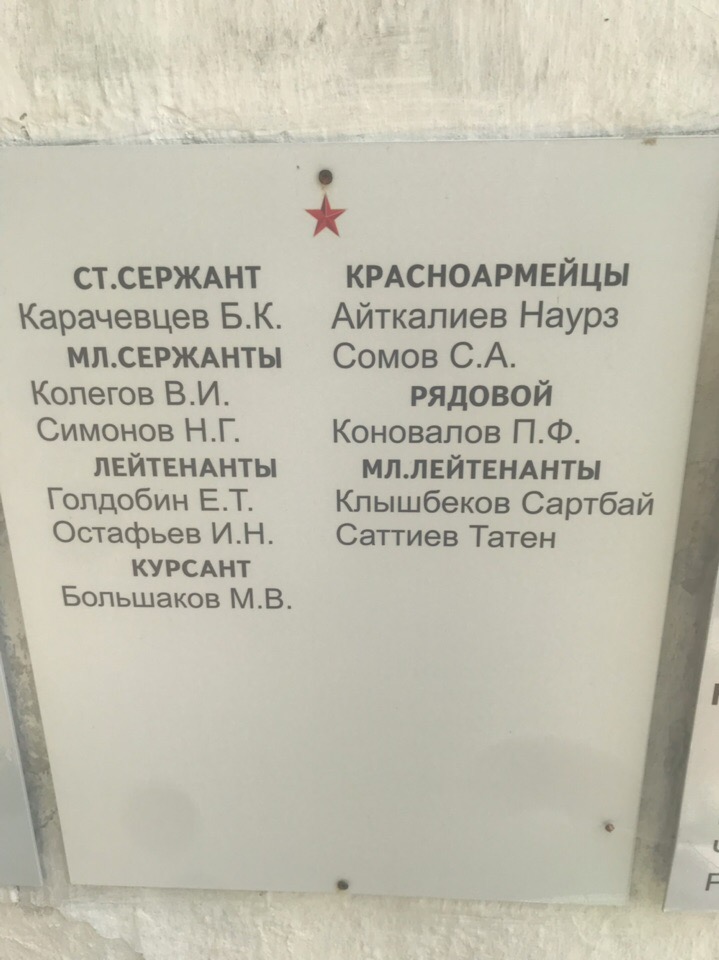 СТ.СЕРЖАНТ
Карачевцев Б.К.
МЛ.СЕРЖАНТЫ
Колегов В.И.
Симонов Н.Г.
ЛЕЙТЕНАНТЫ
Голдобин Е.Т.
Остафьев И.Н.
КУРСАНТ
Большаков М.В.
КРАСНОАРМЕЙЦЫ
Айткалиев Наурз
Сомов С.А.
РЯДОВОЙ
Коновалов П.Ф.
МЛ.ЛЕЙТЕНАНТЫ
Клышбеков Сартбай
Саттиев Татен